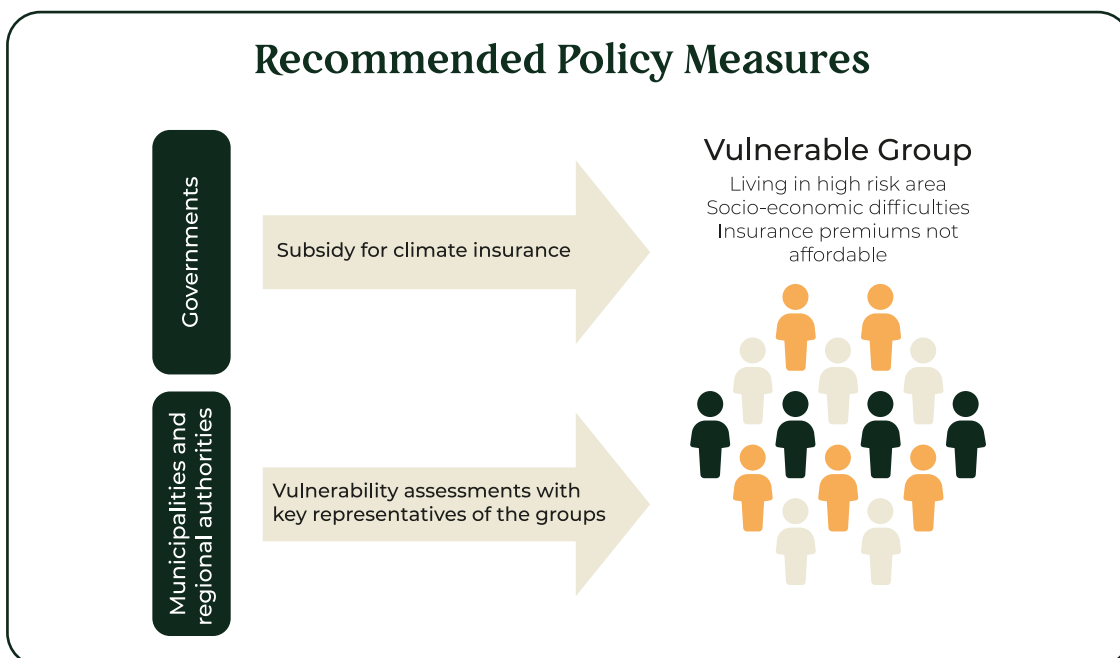 Recommended Policy Measures
Governments
Subsidy for climate insurance
Vulnerable Group
Living in high risk area
Socio-economic difficulties
Insurance premiums not
affordable
Municipalities and
regional authorities
Vulnerability assessments with
key representatives of the groups